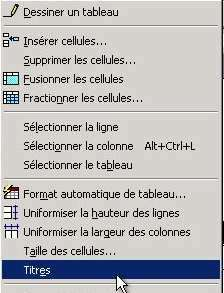 Dessiner un tableau
Insérer cellules...
Supprimer les cellules...
Fusionner les cellules
Fractionner les cellules...
Sélectionner la ligne
Sélectionner la colonne Alt+Ctrl+L
Sélectionner le tableau
Format automatique de tableau...
Uniformiser la hauteur des lignes
Uniformiser la largeur des colonnes
Taille des cellules...
Titres